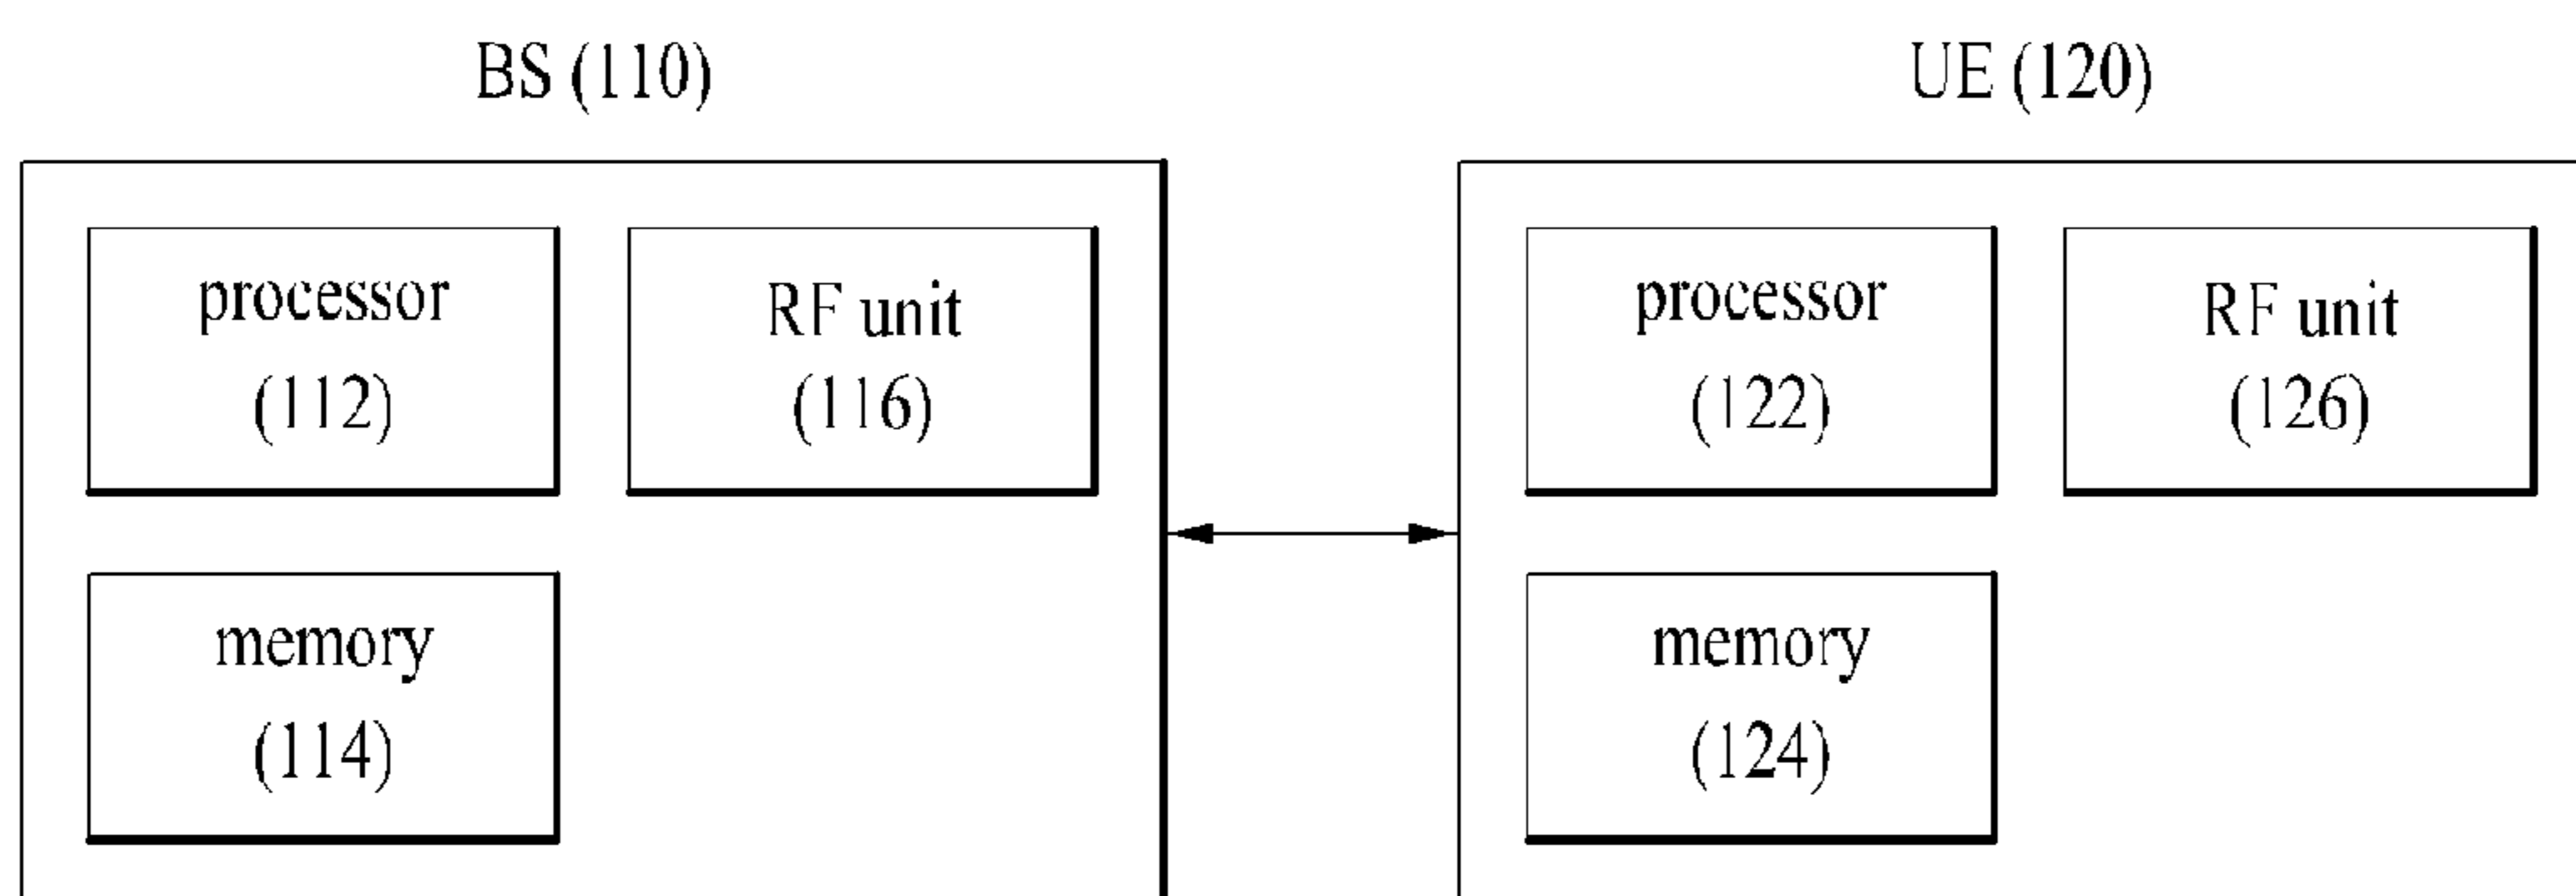 BS (110)
UE (120)
processor
(112)
RF unit
(116)
processor
(122)
RF unit
(126)
memory
(114)
memory
(124)